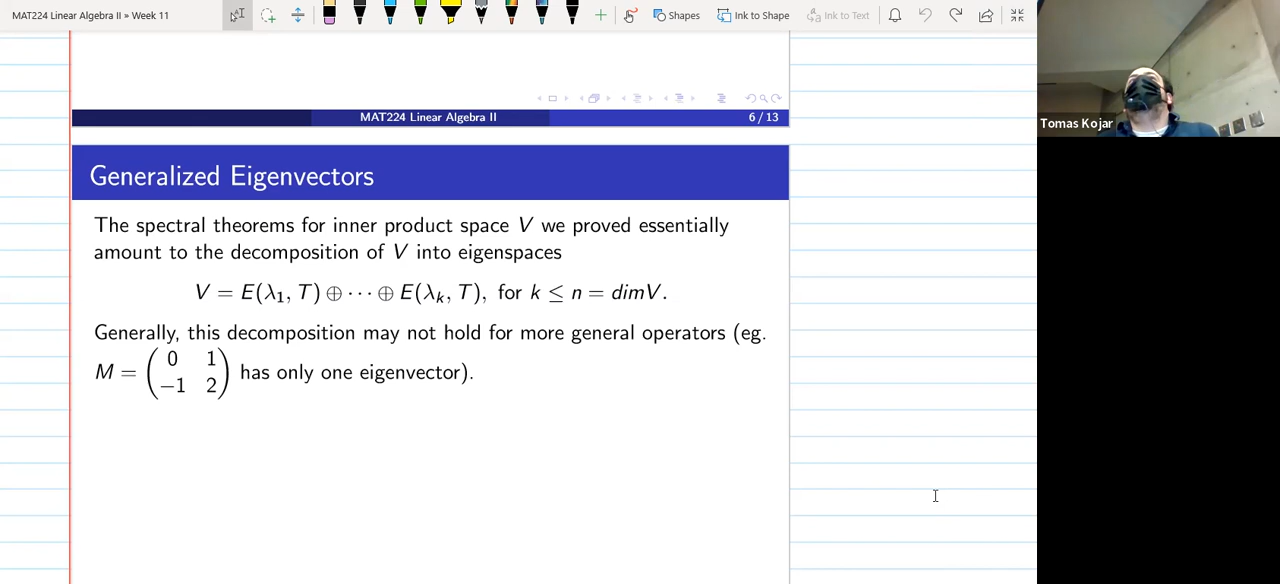 MAT224 Linear Algebra II » Week 11
Shapes
Ink to Shape
Ink to Text
MAT224 Linear Algebra II
6 / 13
Tomas Kojar
Generalized Eigenvectors
The spectral theorems for inner product space V we proved essentially
amount to the decomposition of V into eigenspaces
V = E(λ₁, T) ⊕ ··· ⊕ E(λₖ, T), for k ≤ n = dimV.
Generally, this decomposition may not hold for more general operators (eg.
M = (0 1
-1 2) has only one eigenvector).